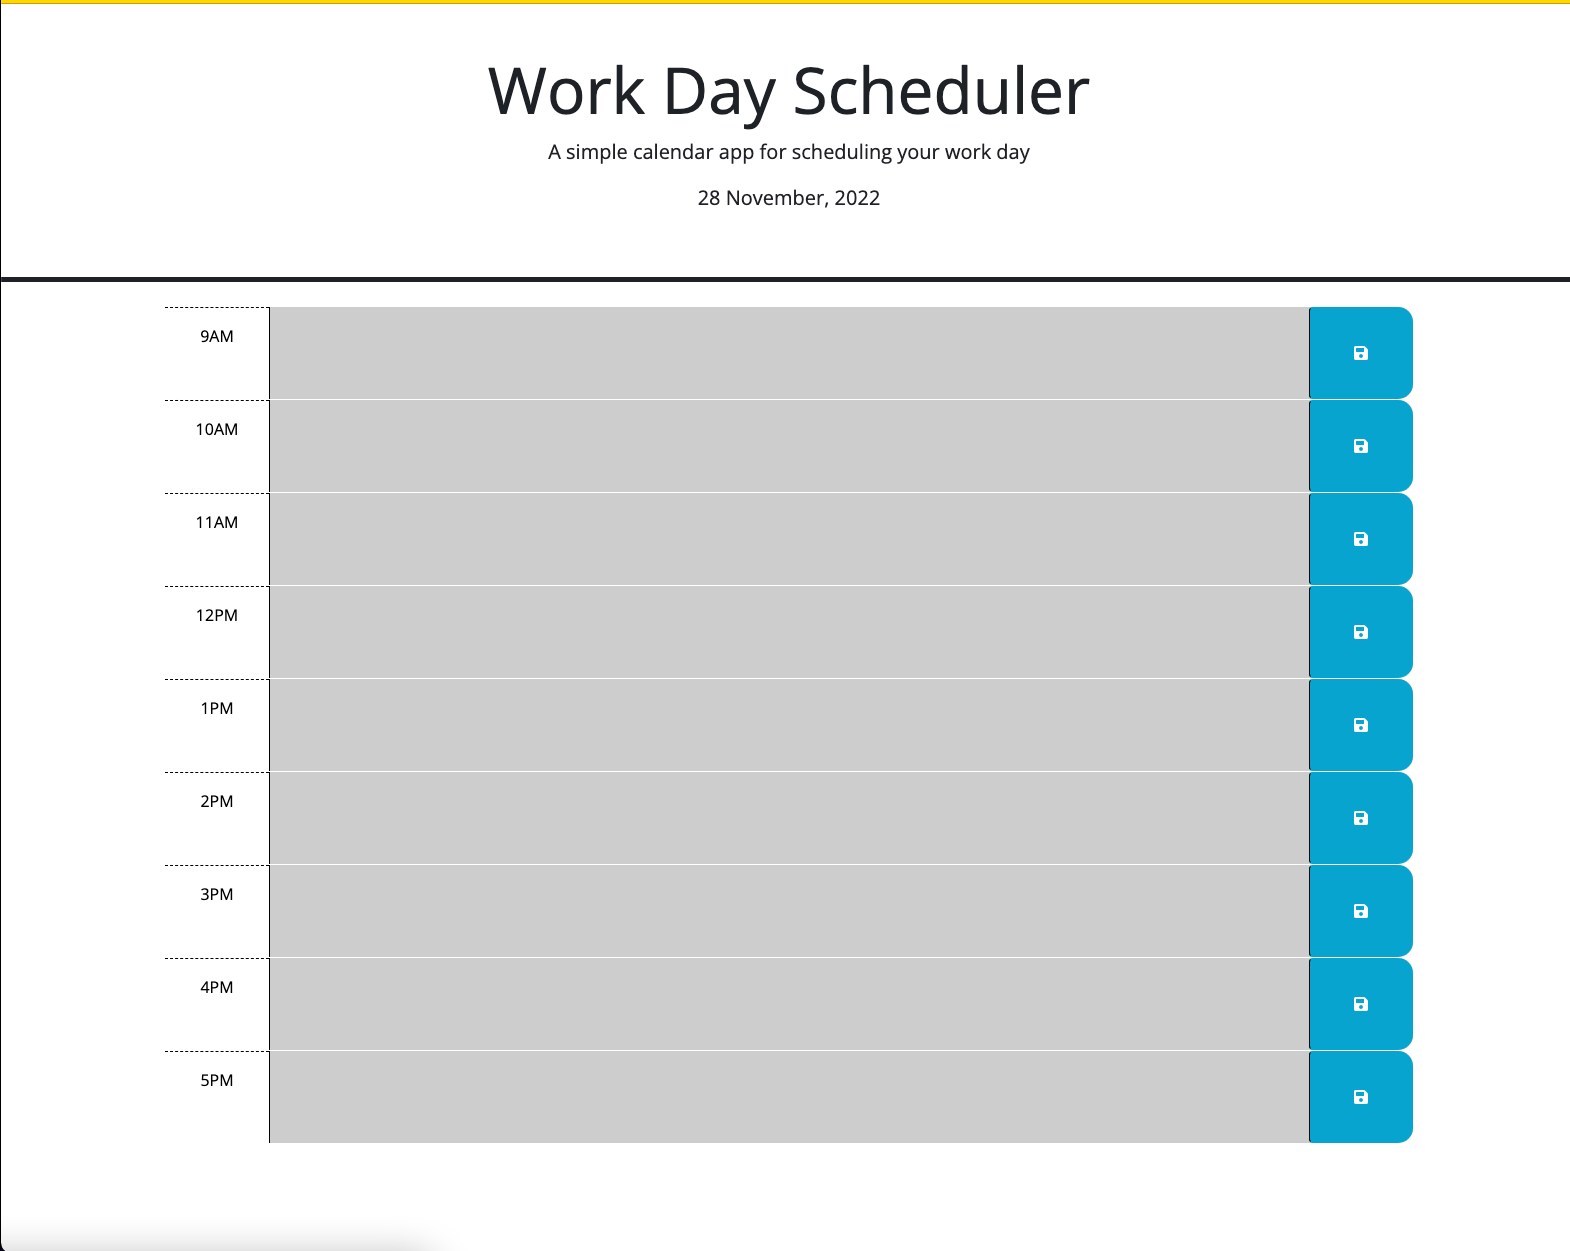 Work Day Scheduler
A simple calendar app for scheduling your work day
28 November, 2022
9AM
10AM
11AM
12PM
1PM
2PM
3PM
4PM
5PM